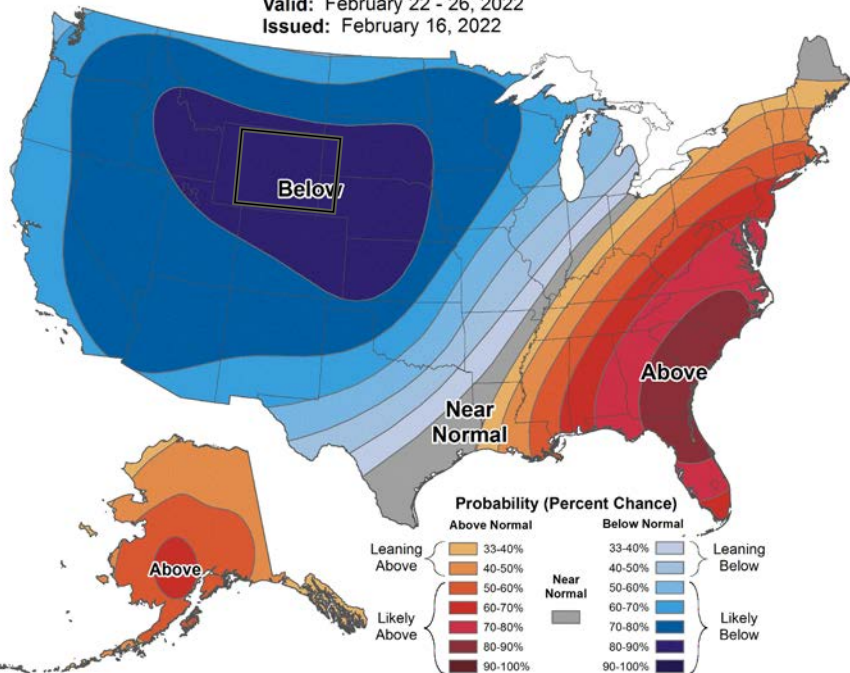 Valid: February 22 - 26, 2022
Issued: February 16, 2022
Below
Above
Near
Normal
Above
Probability (Percent Chance)
Above Normal
Below Normal
Leaning
Above
Likely
Above
33-40%
40-50%
50-60%
60-70%
70-80%
80-90%
90-100%
Near
Normal
33-40%
40-50%
50-60%
60-70%
70-80%
80-90%
90-100%
Leaning
Below
Likely
Below